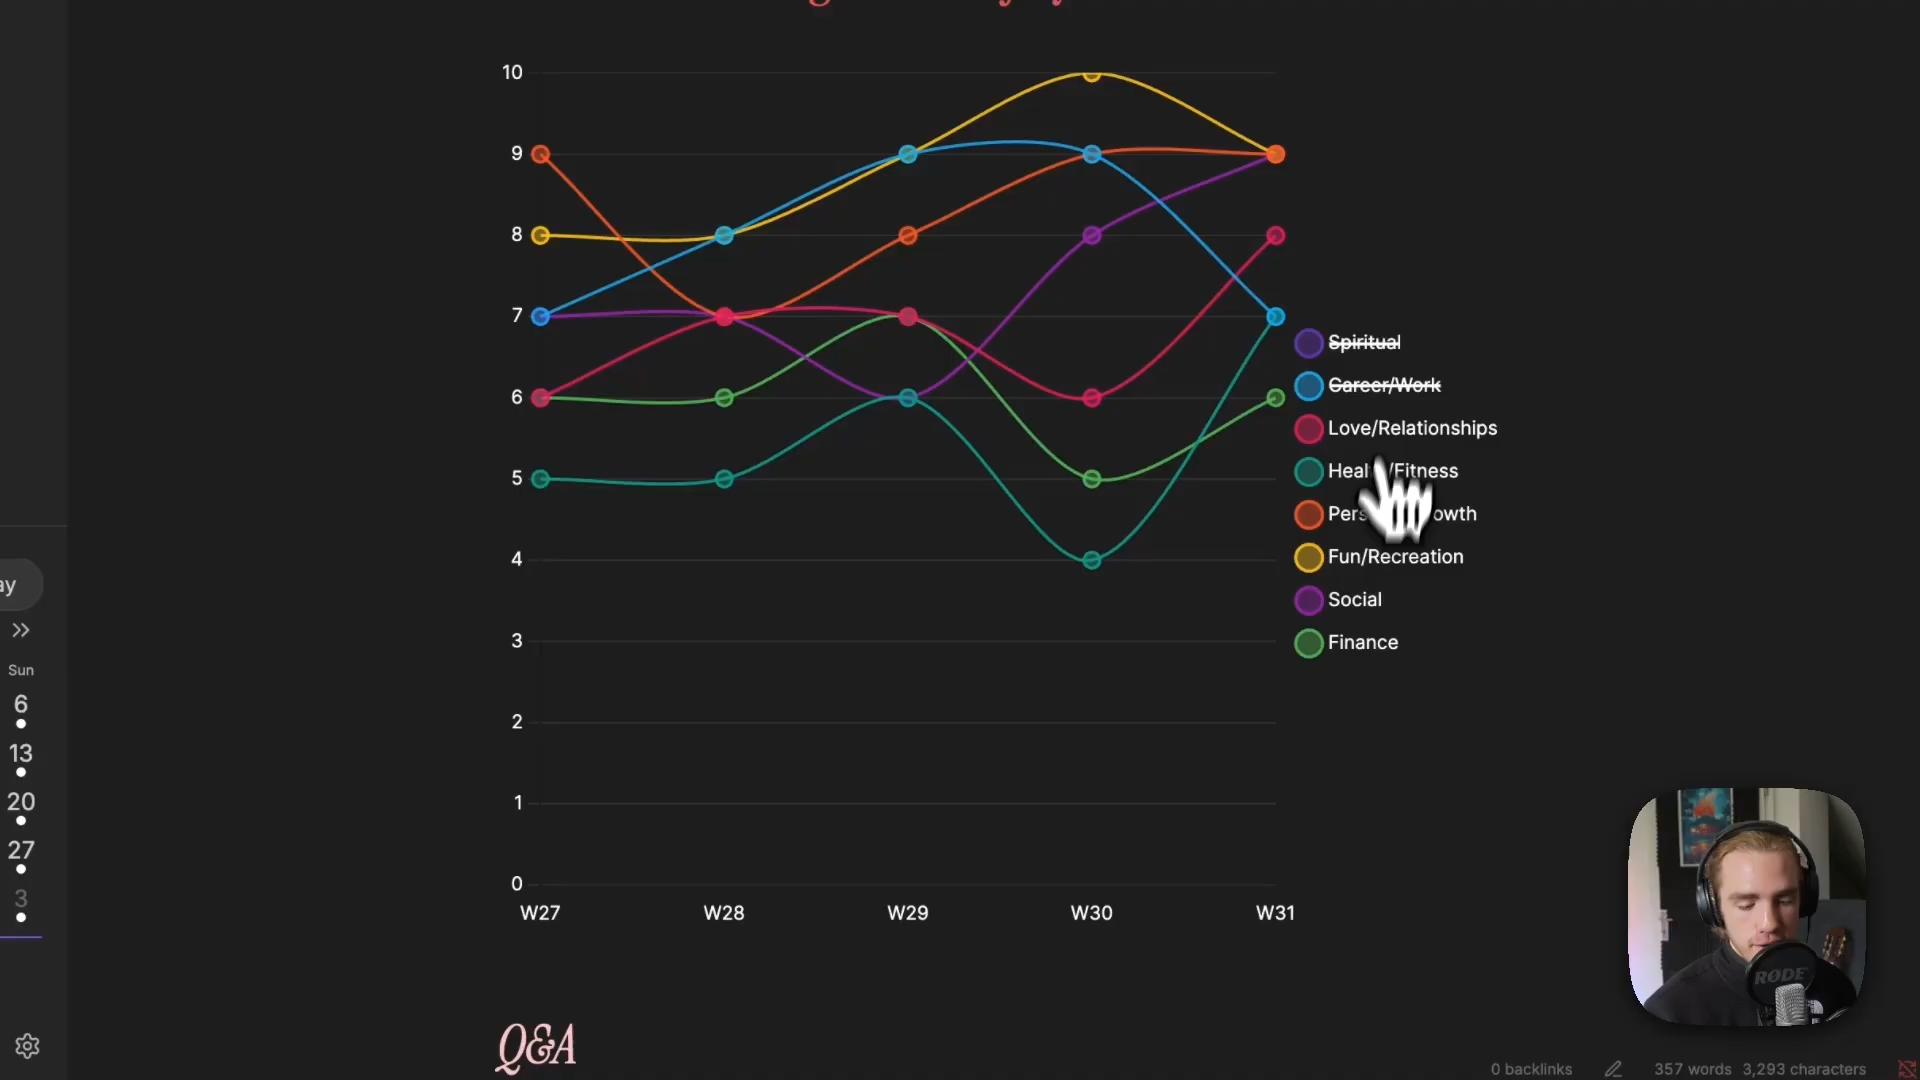 10
9
8
7
6
5
4
3
2
1
0
W27 W28 W29 W30 W31
Spiritual
Career/Work
Love/Relationships
Fitness
Fun/Recreation
Social
Finance
ay
Sun
6
13
20
27
3
Q&A
RØDE
0 backlinks 357 words 3,293 characters